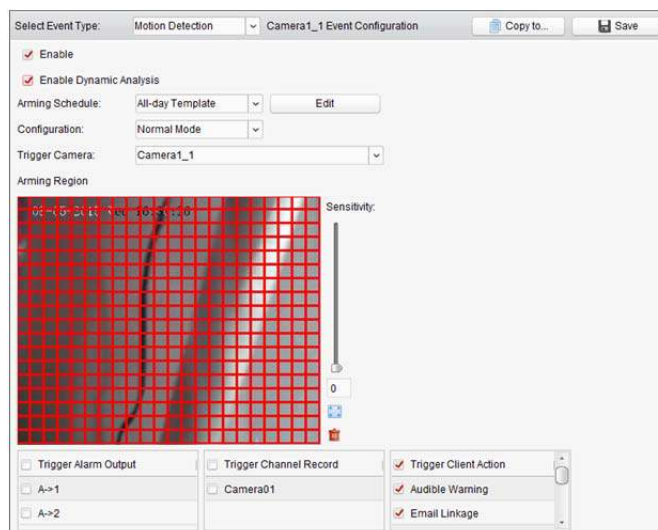 Select Event Type: Motion Detection Camera1_1 Event Configuration Copy to... Save
Enable
Enable Dynamic Analysis
Arming Schedule: All-day Template Edit
Configuration: Normal Mode
Trigger Camera: Camera1_1
Arming Region
Sensitivity:
0
Trigger Alarm Output Trigger Channel Record Trigger Client Action
A->1 Camera01 Audible Warning
A->2 Email Linkage